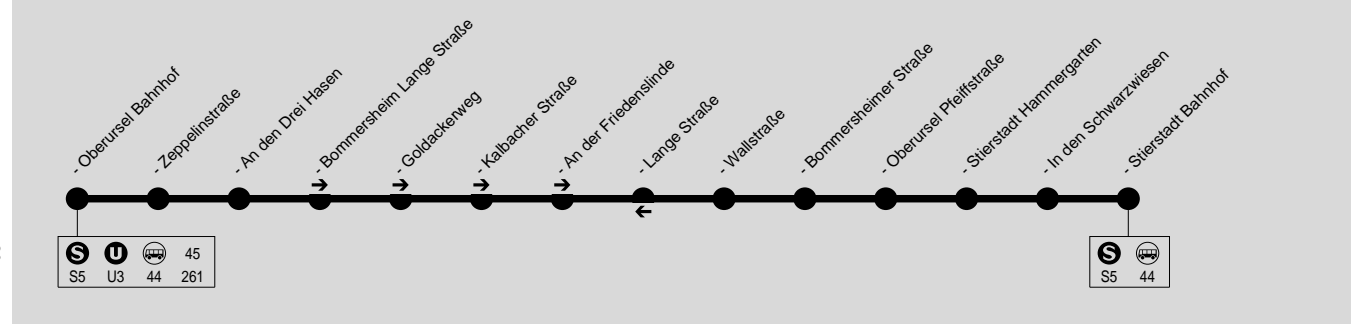 - Oberursel Bahnhof
- Zeppelinstraße
- An den Drei Hasen
- Bommersheim Lange Straße
- Goldackerweg
- Kalbacher Straße
- An der Friedenslinde
- Lange Straße
- Wallstraße
- Bommersheimer Straße
- Oberursel Pfeiffstraße
- Stierstadt Hammergarten
- In den Schwarzwiesen
- Stierstadt Bahnhof
S U 45
S5 U3 44 261
S
S5 44